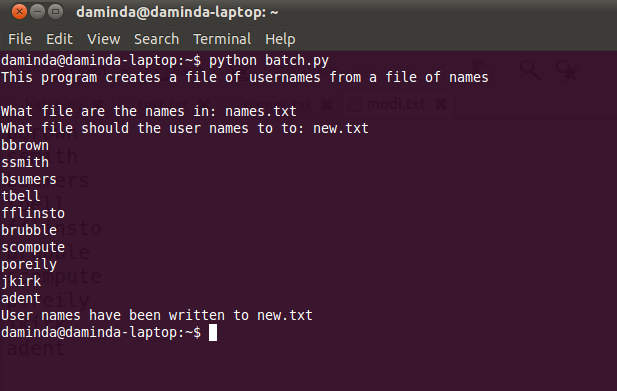 daminda@daminda-laptop: ~
File Edit View Search Terminal Help
daminda@daminda-laptop:~$ python batch.py
This program creates a file of usernames from a file of names
modi.txt
What file are the names in: names.txt
What file should the user names to to: new.txt
bbrown
ssmith
bsumers
tbell
fflinsto
brubble
scompute
poreily
jkirk
adent
User names have been written to new.txt
daminda@daminda-laptop:~$
adent